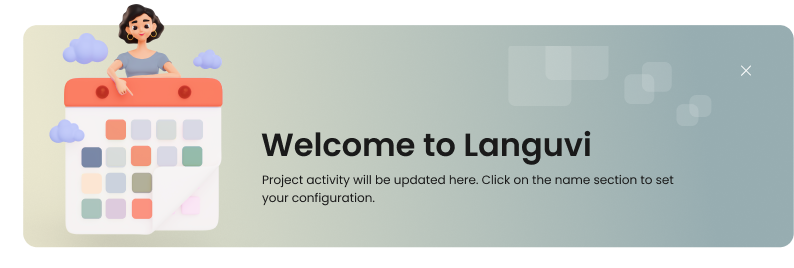 Welcome to Languvi
Project activity will be updated here. Click on the name section to set
your configuration.